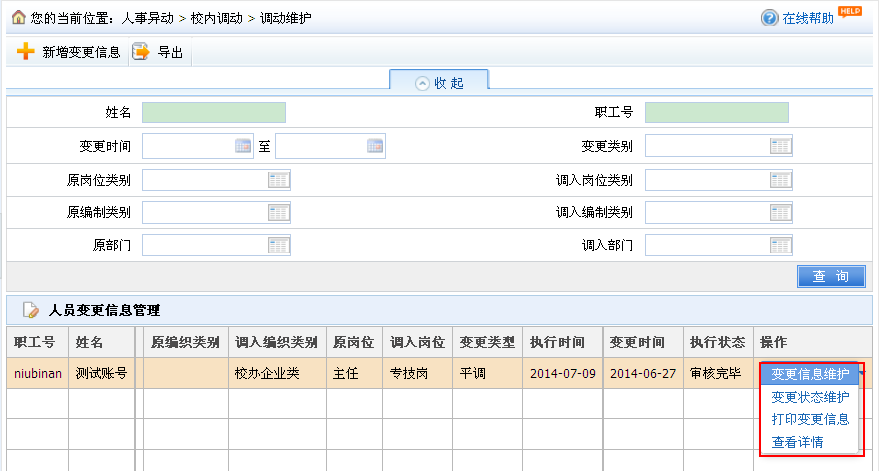 您的当前位置：人事异动 > 校内调动 > 调动维护 在线帮助 HELP
新增变更信息 导出
收起
姓名 职工号
变更时间 至 变更类别
原岗位类别 调入岗位类别
原编制类别 调入编制类别
原部门 调入部门
查 询
人员变更信息管理
职工号 姓名 原编织类别 调入编织类别 原岗位 调入岗位 变更类型 执行时间 变更时间 执行状态 操作
niubinan 测试账号 校办企业类 主任 专技岗 平调 2014-07-09 2014-06-27 审核完毕 变更信息维护
变更状态维护
打印变更信息
查看详情